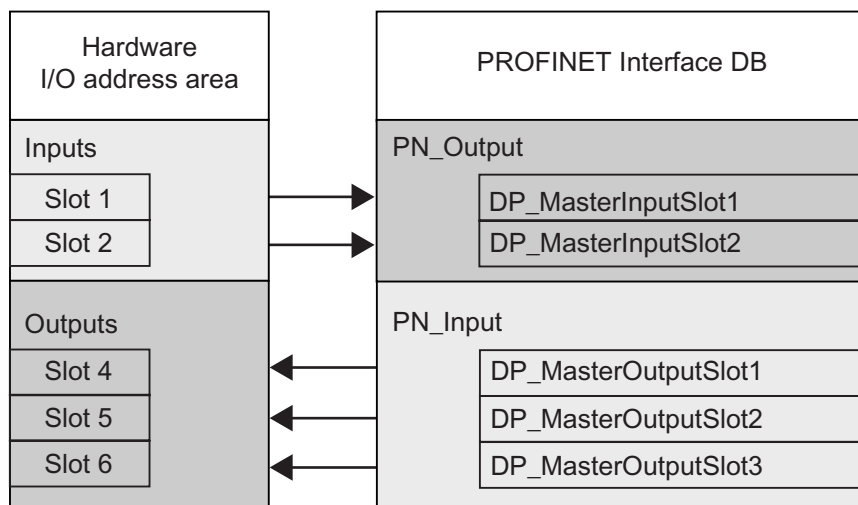 Hardware
I/O address area
PROFINET Interface DB
Inputs
PN_Output
Slot 1
DP_MasterInputSlot1
Slot 2
DP_MasterInputSlot2
Outputs
PN_Input
Slot 4
DP_MasterOutputSlot1
Slot 5
DP_MasterOutputSlot2
Slot 6
DP_MasterOutputSlot3